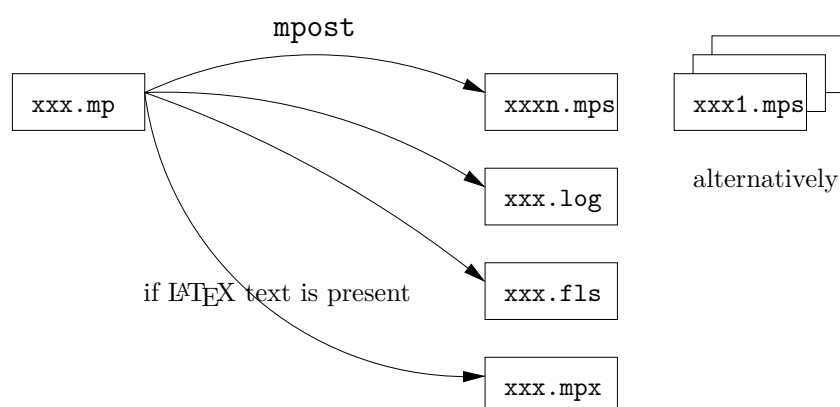 mpost
xxx.mp
xxxn.mps
xxx1.mps
xxx.log
alternatively
if LATEX text is present
xxx.fls
xxx.mpx